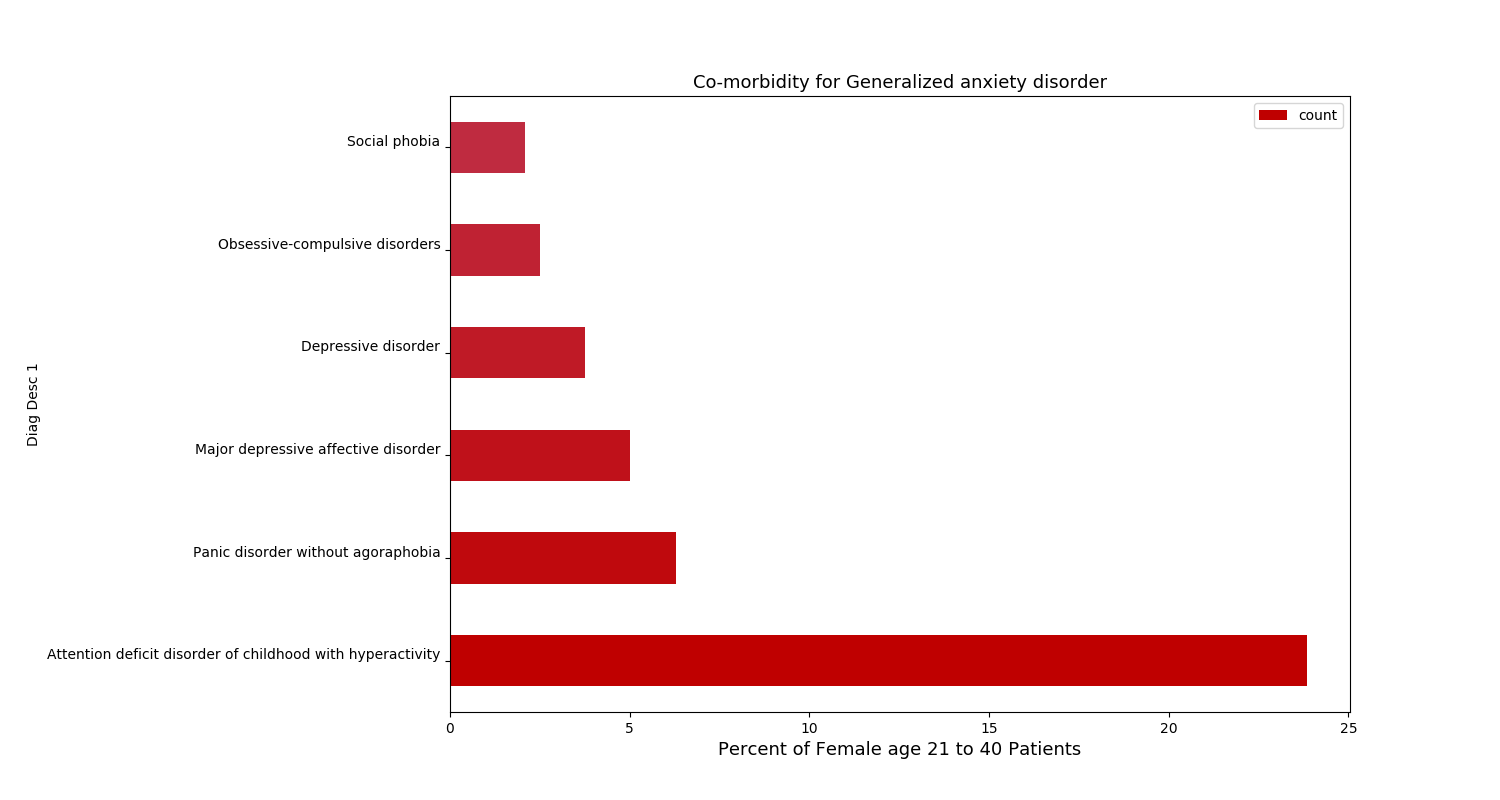 Co-morbidity for Generalized anxiety disorder
count
Social phobia
Obsessive-compulsive disorders
Depressive disorder
Major depressive affective disorder
Panic disorder without agoraphobia
Attention deficit disorder of childhood with hyperactivity
Diag Desc 1
0 5 10 15 20 25
Percent of Female age 21 to 40 Patients